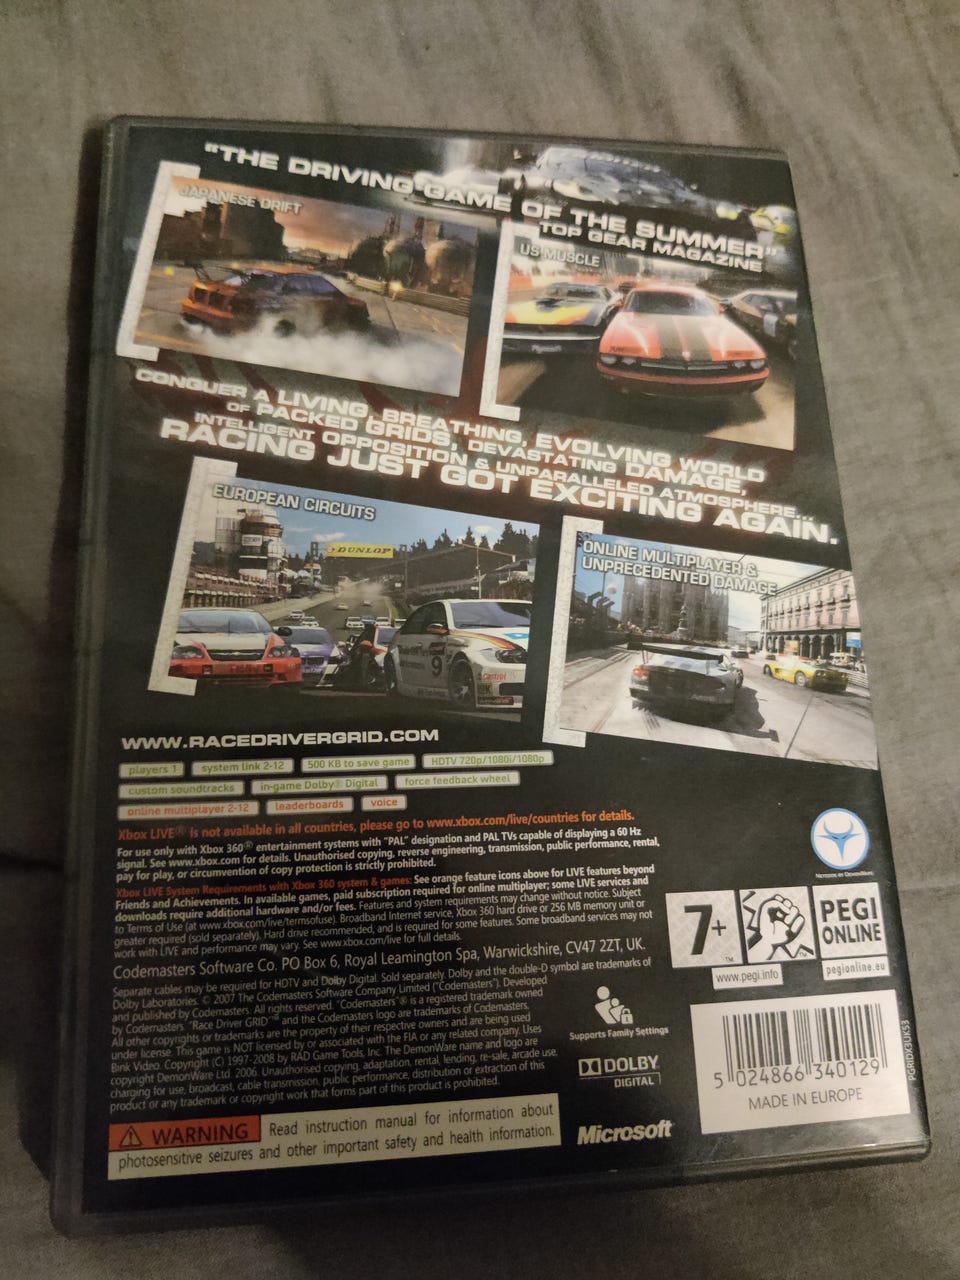 "THE DRIVING GAME OF THE SUMMER"
TOP GEAR MAGAZINE
JAPANESE DRIFT
US MUSCLE
CONQUER A LIVING, BREATHING, EVOLVING WORLD
OF PACKED GRIDS, DEVASTATING DAMAGE,
INTELLIGENT OPPOSITION & UNPARALLELED ATMOSPHERE...
RACING JUST GOT EXCITING AGAIN.
EUROPEAN CIRCUITS
DUNLOP
9
castrol
ONLINE MULTIPLAYER &
UNPRECEDENTED DAMAGE
WWW.RACEDRIVERGRID.COM
players 1 system link 2-12 500 KB to save game HDTV 720p/1080i/1080p
custom soundtracks in-game Dolby® Digital force feedback wheel
online multiplayer 2-12 leaderboards voice
Xbox LIVE® is not available in all countries, please go to www.xbox.com/live/countries for details.
For use only with Xbox 360® entertainment systems with "PAL" designation and PAL TVs capable of displaying a 60 Hz
signal. See www.xbox.com for details. Unauthorised copying, reverse engineering, transmission, public performance, rental,
pay for play, or circumvention of copy protection is strictly prohibited.
Xbox LIVE System Requirements with Xbox 360 system & games: See orange feature icons above for LIVE features beyond
Friends and Achievements. In available games, paid subscription required for online multiplayer; some LIVE services and
downloads require additional hardware and/or fees. Features and system requirements may change without notice. Subject
to Terms of Use (at www.xbox.com/live/termsofuse). Broadband Internet service, Xbox 360 hard drive or 256 MB memory unit or
greater required (sold separately). Hard drive recommended, and is required for some features. Some broadband services may not
work with LIVE and performance may vary. See www.xbox.com/live for full details.
Codemasters Software Co. PO Box 6, Royal Leamington Spa, Warwickshire, CV47 2ZT, UK.
Separate cables may be required for HDTV and Dolby Digital. Sold separately. Dolby and the double-D symbol are trademarks of
Dolby Laboratories. © 2007 The Codemasters Software Company Limited ("Codemasters"). Developed
and published by Codemasters. All rights reserved. "Codemasters"® is a registered trademark owned
by Codemasters. "Race Driver GRID"™ and the Codemasters logo are trademarks of Codemasters.
All other copyrights or trademarks are the property of their respective owners and are being used
under license. This game is NOT licensed by or associated with the FIA or any related company. Uses
Bink Video. Copyright (C) 1997-2008 by RAD Game Tools, Inc. The DemonWare name and logo are
copyright DemonWare Ltd. 2006. Unauthorised copying, adaptation, rental, lending, re-sale, arcade use,
charging for use, broadcast, cable transmission, public performance, distribution or extraction of this
product or any trademark or copyright work that forms part of this product is prohibited.
WARNING Read instruction manual for information about
photosensitive seizures and other important safety and health information.
7+
™
™
PEGI
ONLINE
www.pegi.info
pegionline.eu
Supports Family Settings
DOLBY
DIGITAL
Microsoft
5 024866 340129
MADE IN EUROPE
PGRIDX3UK53